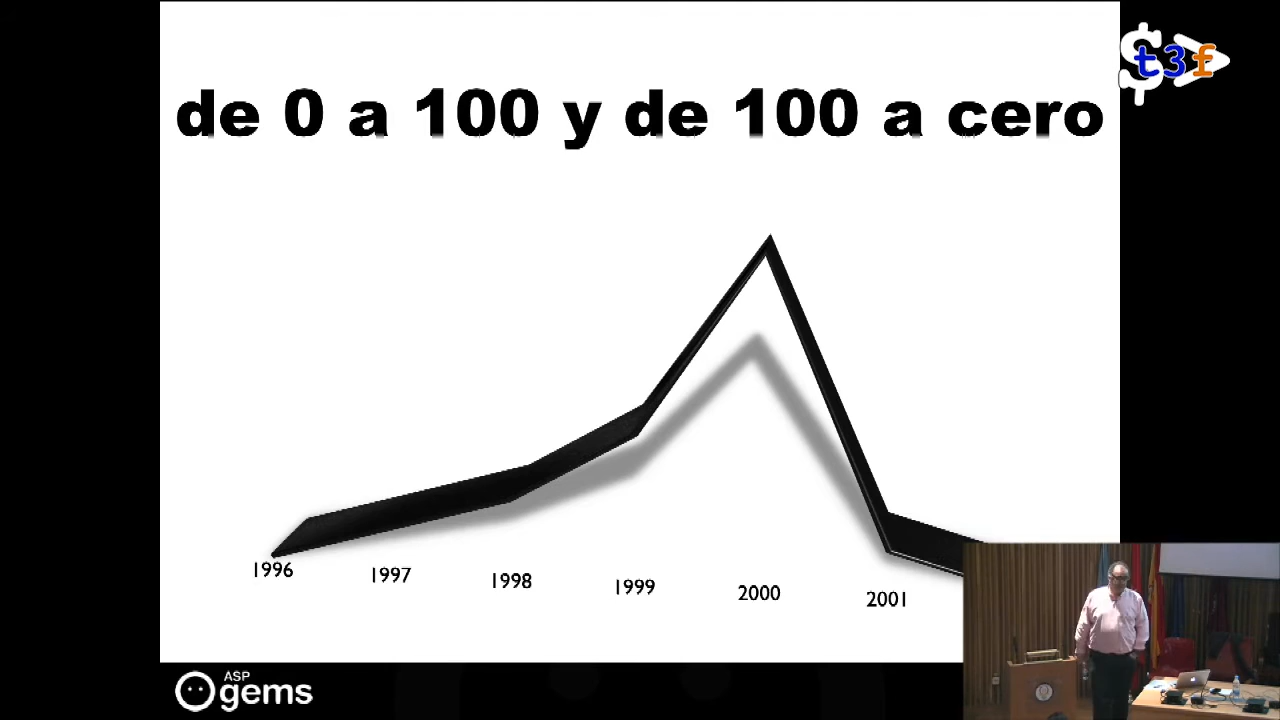 de 0 a 100 y de 100 a cero
$t3f
1996
1997
1998
1999
2000
2001
ASP
gems